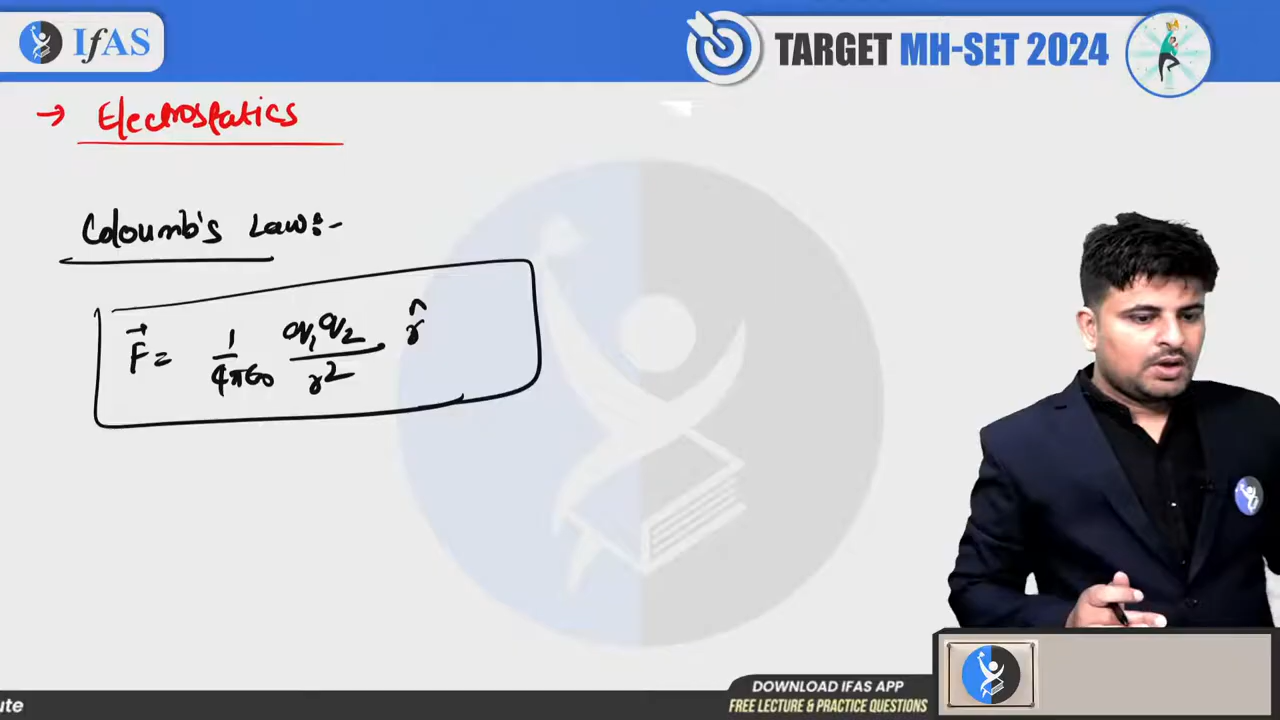 IfAS
TARGET MH-SET 2024
→ Electrostatics
Coloumb's Law:-
F⃗ = 1/4πε₀ q₁q₂/r² r̂
DOWNLOAD IFAS APP
ute
FREE LECTURE & PRACTICE QUESTIONS